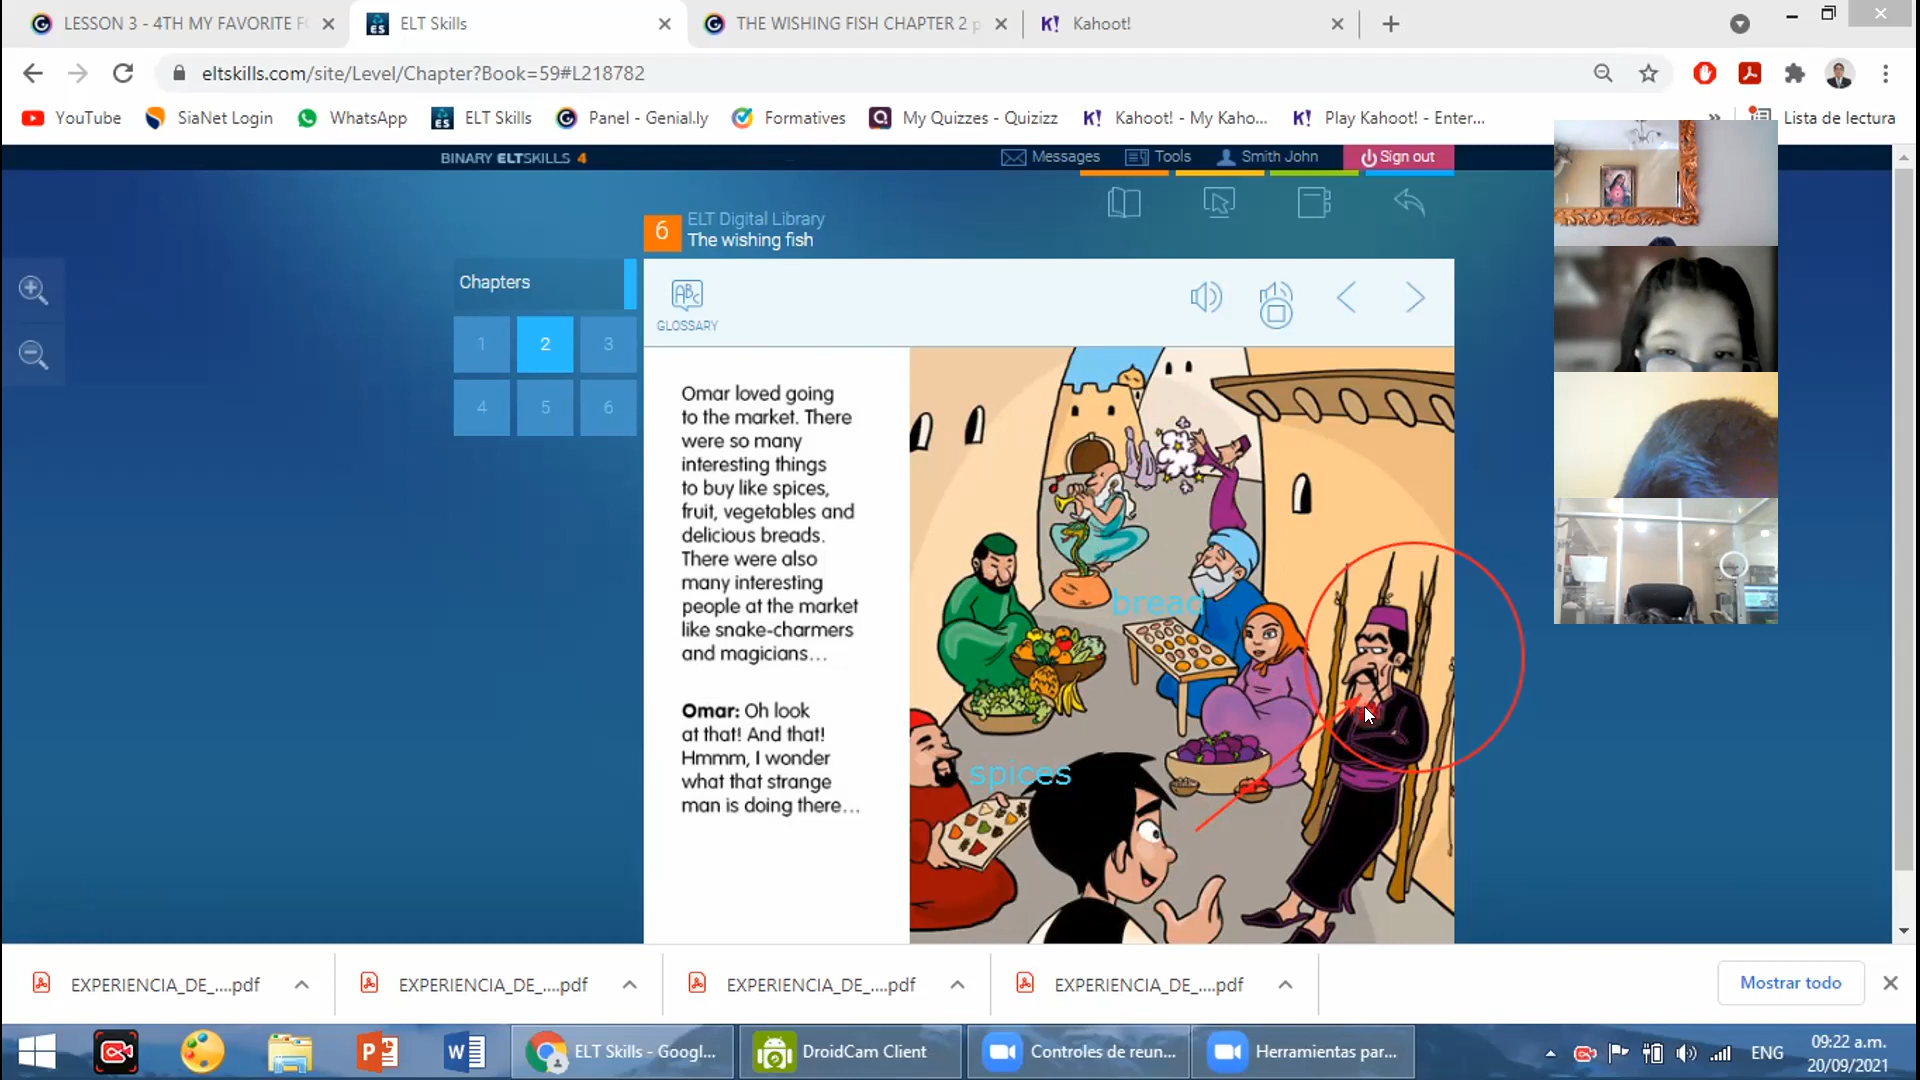 LESSON 3 - 4TH MY FAVORITE F
ELT Skills
THE WISHING FISH CHAPTER 2 p
Kahoot!
eltskills.com/site/Level/Chapter?Book=59#L218782
YouTube
SiaNet Login
WhatsApp
ELT Skills
Panel - Genial.ly
Formatives
My Quizzes - Quizizz
Kahoot! - My Kaho...
Play Kahoot! - Enter...
»
Lista de lectura
BINARY ELTSKILLS 4
Messages
Tools
Smith John
Sign out
6
ELT Digital Library
The wishing fish
Chapters
1 2 3
4 5 6
ABC
GLOSSARY
Omar loved going
to the market. There
were so many
interesting things
to buy like spices,
fruit, vegetables and
delicious breads.
There were also
many interesting
people at the market
like snake-charmers
and magicians...
Omar: Oh look
at that! And that!
Hmmm, I wonder
what that strange
man is doing there...
bread
spices
EXPERIENCIA_DE_....pdf
EXPERIENCIA_DE_....pdf
EXPERIENCIA_DE_....pdf
EXPERIENCIA_DE_....pdf
Mostrar todo
ELT Skills - Googl...
DroidCam Client
Controles de reun...
Herramientas par...
ENG
09:22 a.m.
20/09/2021